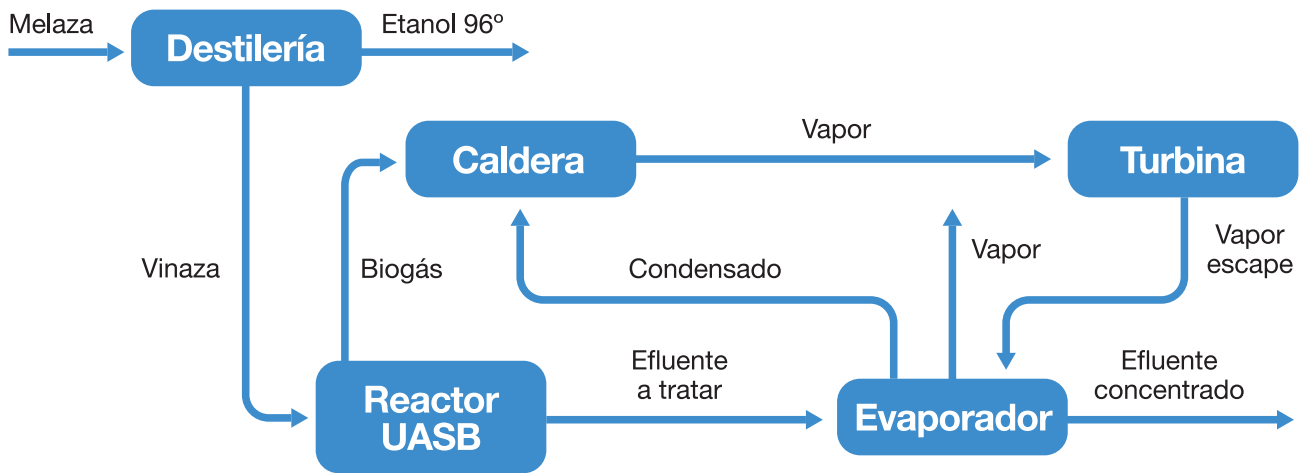 Melaza
Destilería
Etanol 96º
Caldera
Vapor
Turbina
Vinaza
Biogás
Condensado
Vapor
Vapor
escape
Reactor
UASB
Efluente
a tratar
Evaporador
Efluente
concentrado